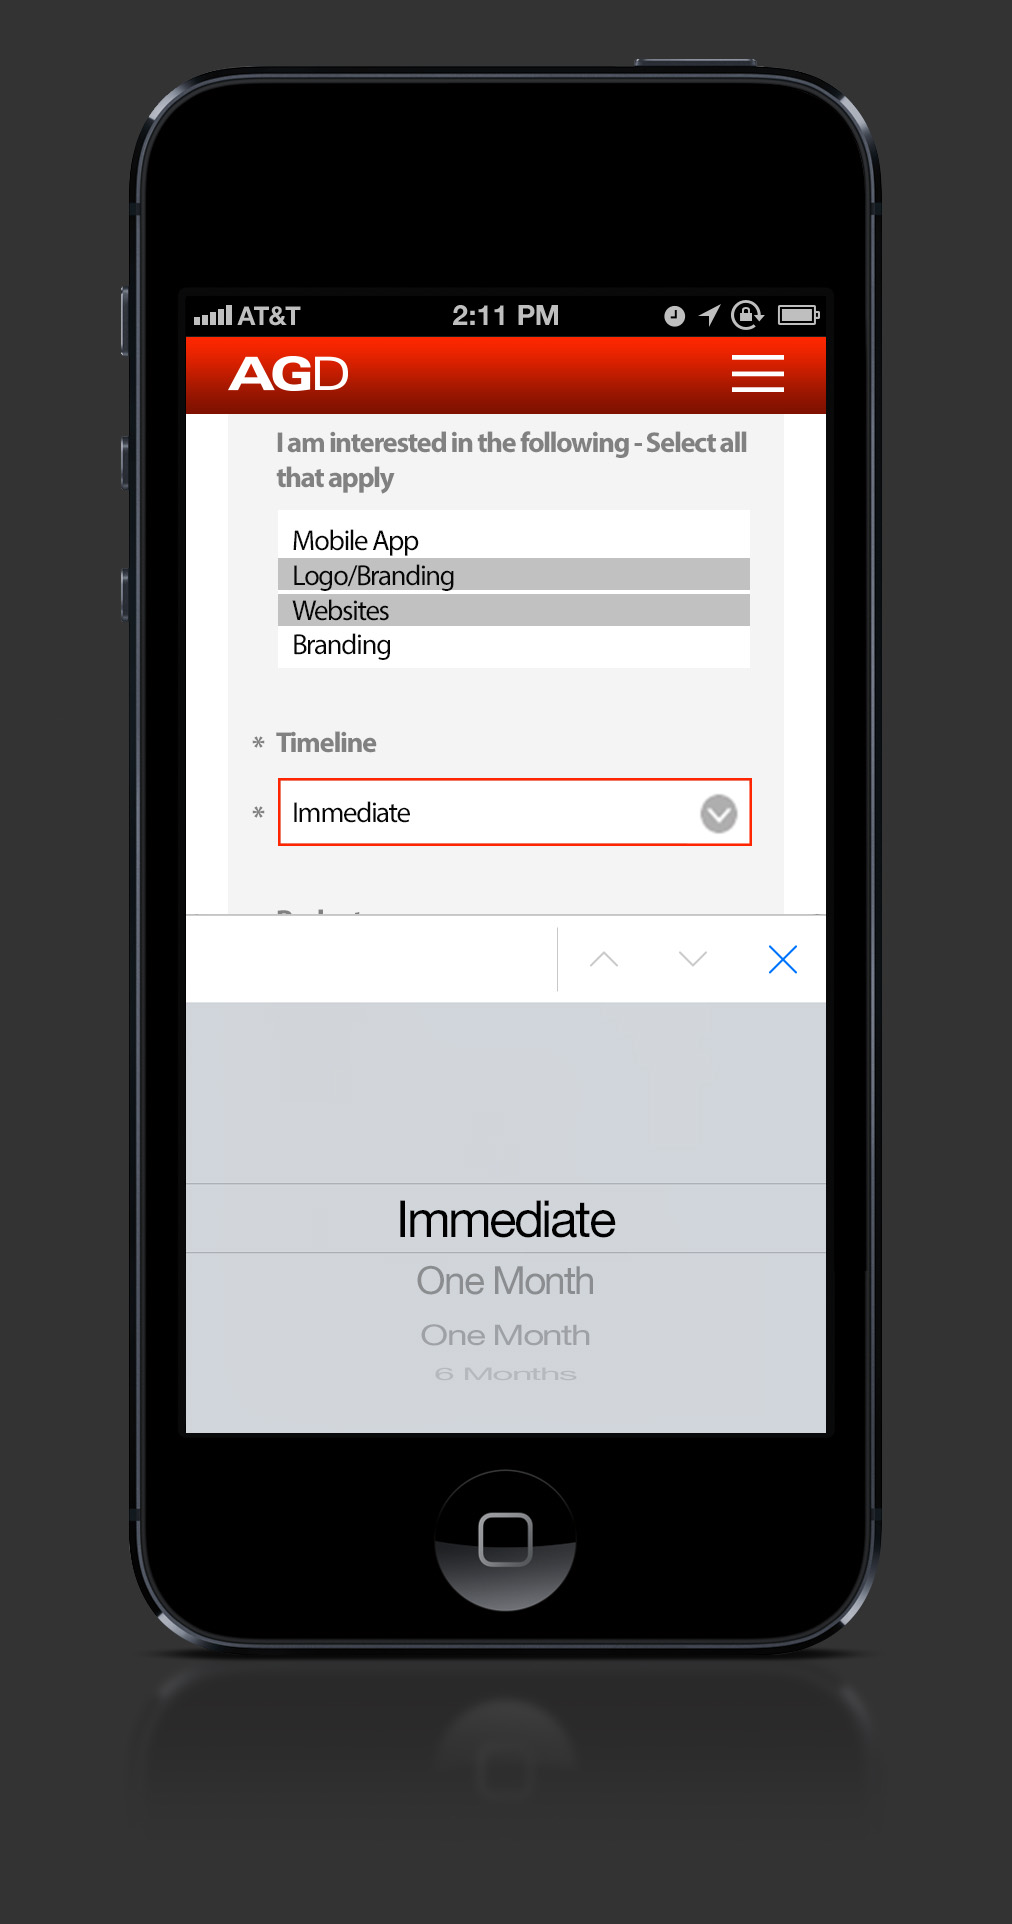 AT&T 2:11 PM
AGD
I am interested in the following - Select all
that apply
Mobile App
Logo/Branding
Websites
Branding
* Timeline
* Immediate
Immediate
One Month
One Month
6 Months